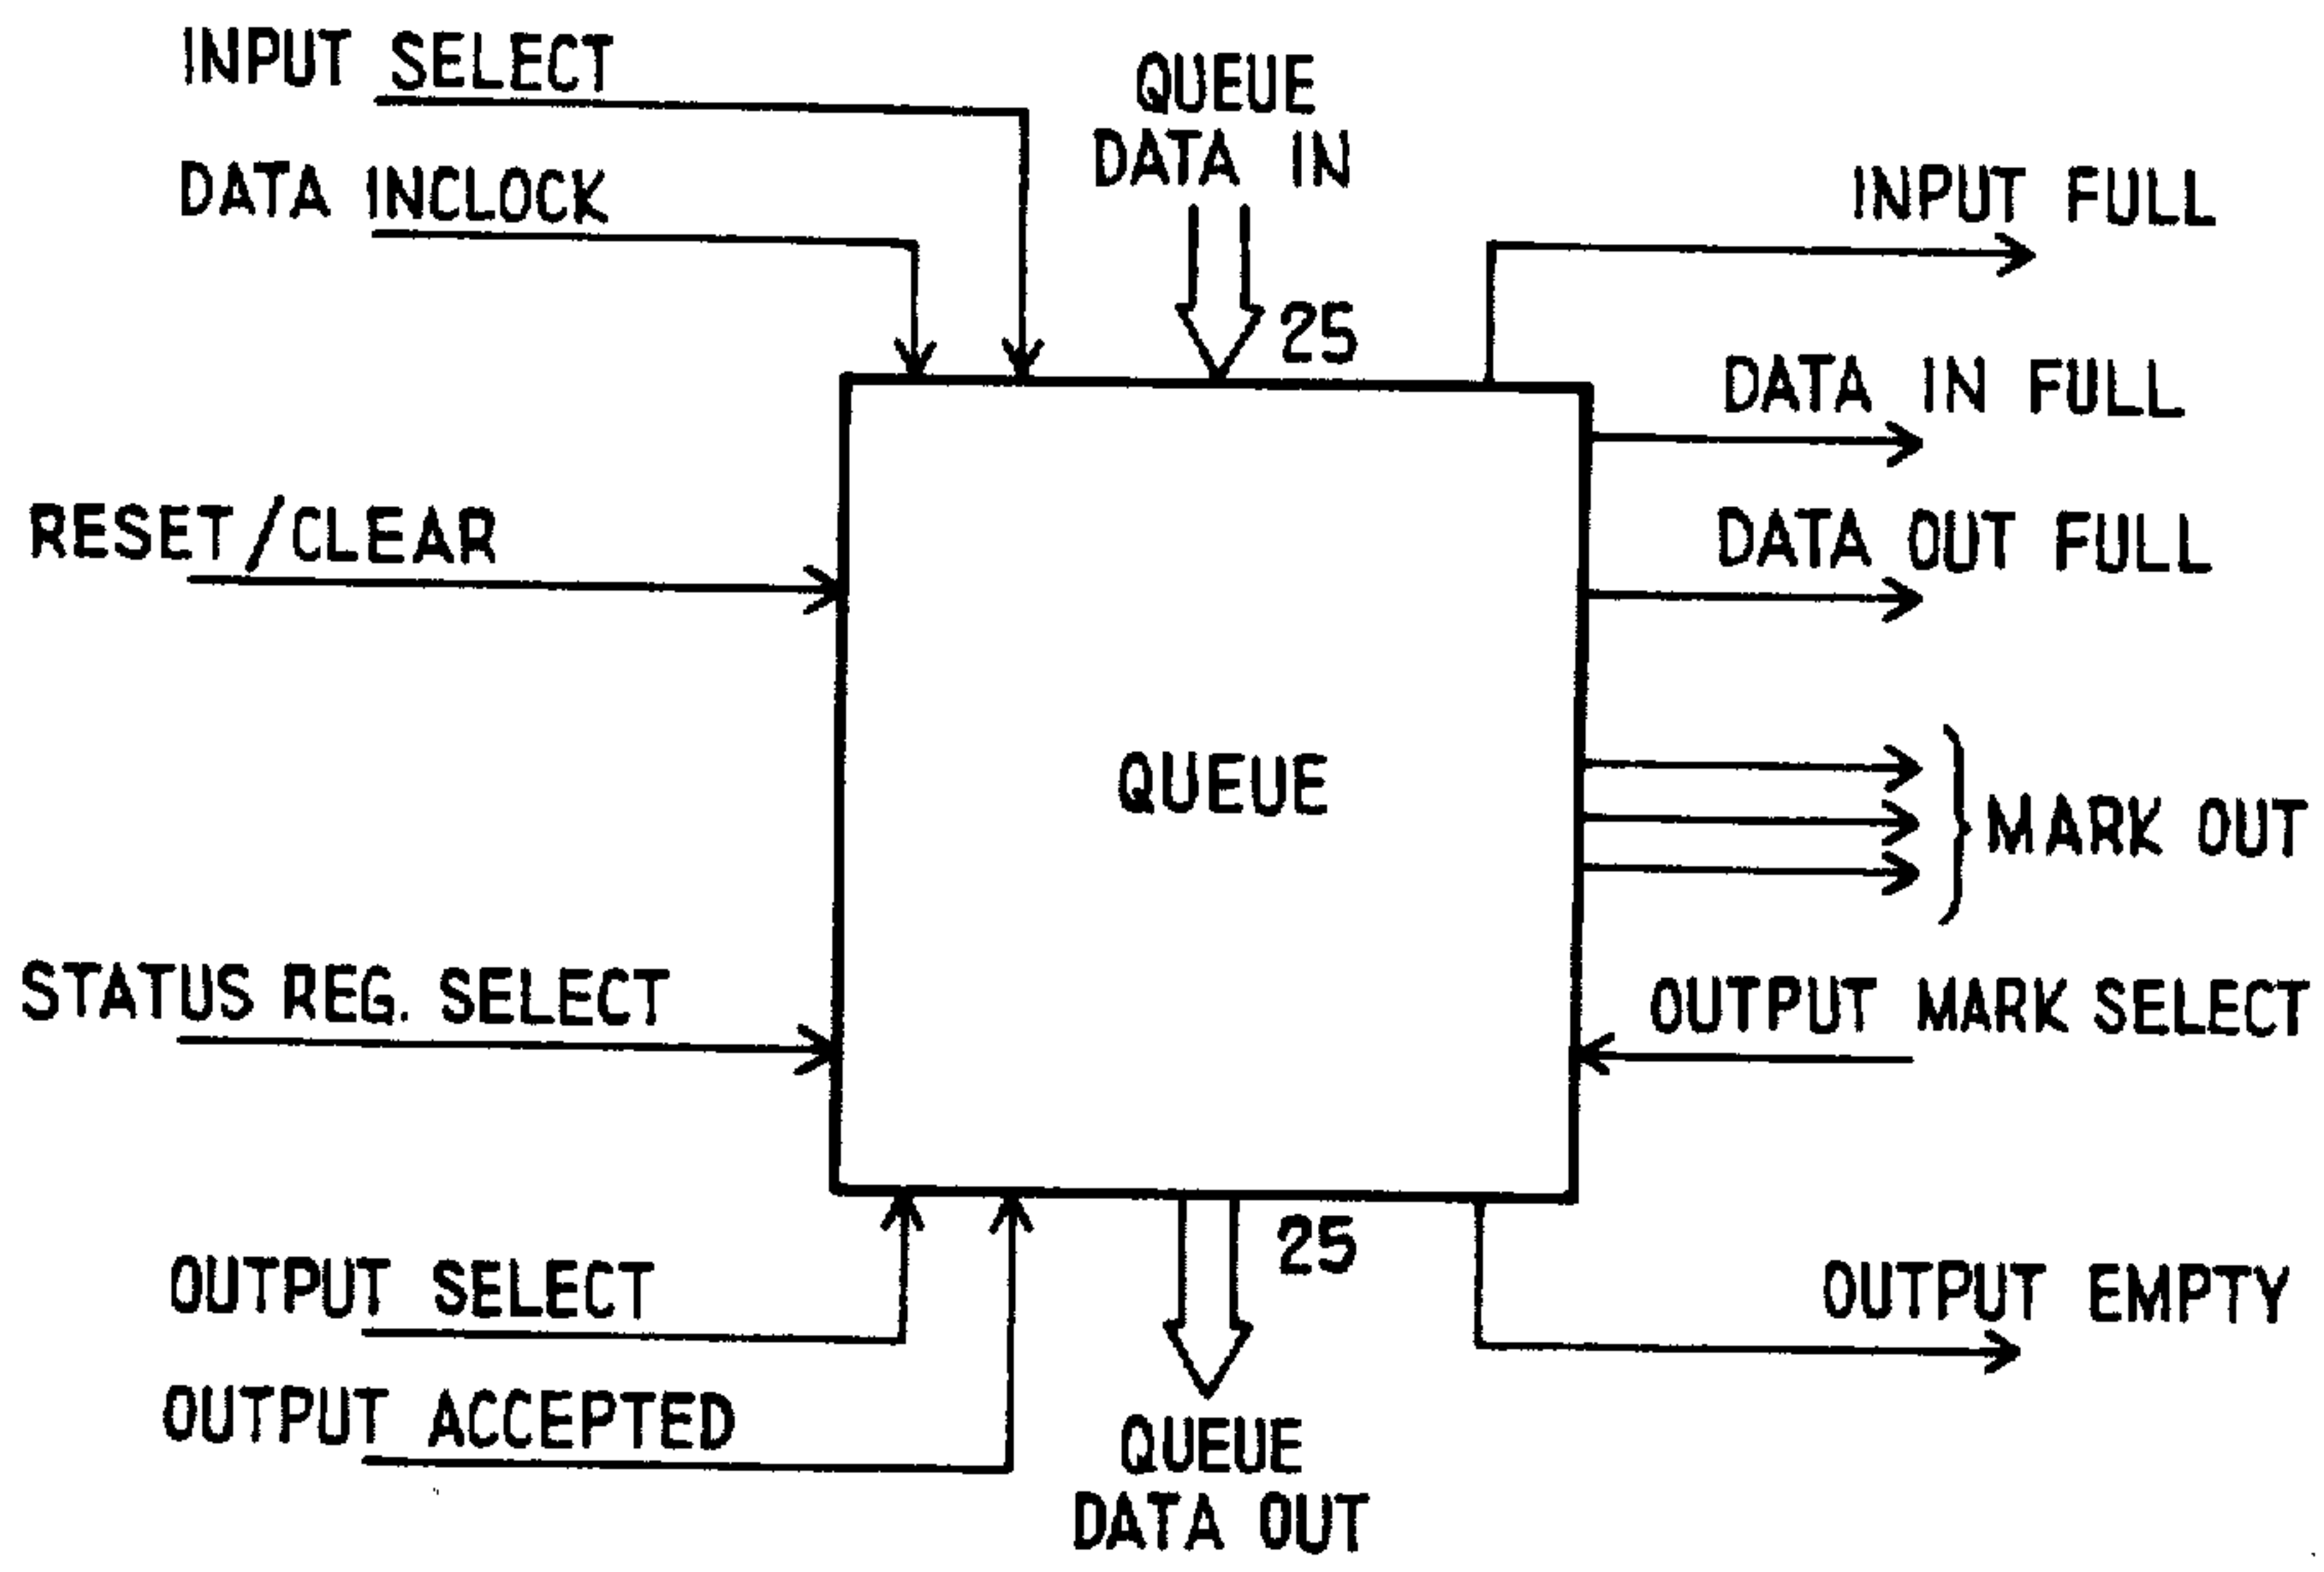 INPUT SELECT
QUEUE
DATA IN
DATA INCLOCK
INPUT FULL
25
DATA IN FULL
RESET/CLEAR
DATA OUT FULL
QUEUE
MARK OUT
STATUS REG. SELECT
OUTPUT MARK SELECT
25
OUTPUT SELECT
OUTPUT EMPTY
OUTPUT ACCEPTED
QUEUE
DATA OUT